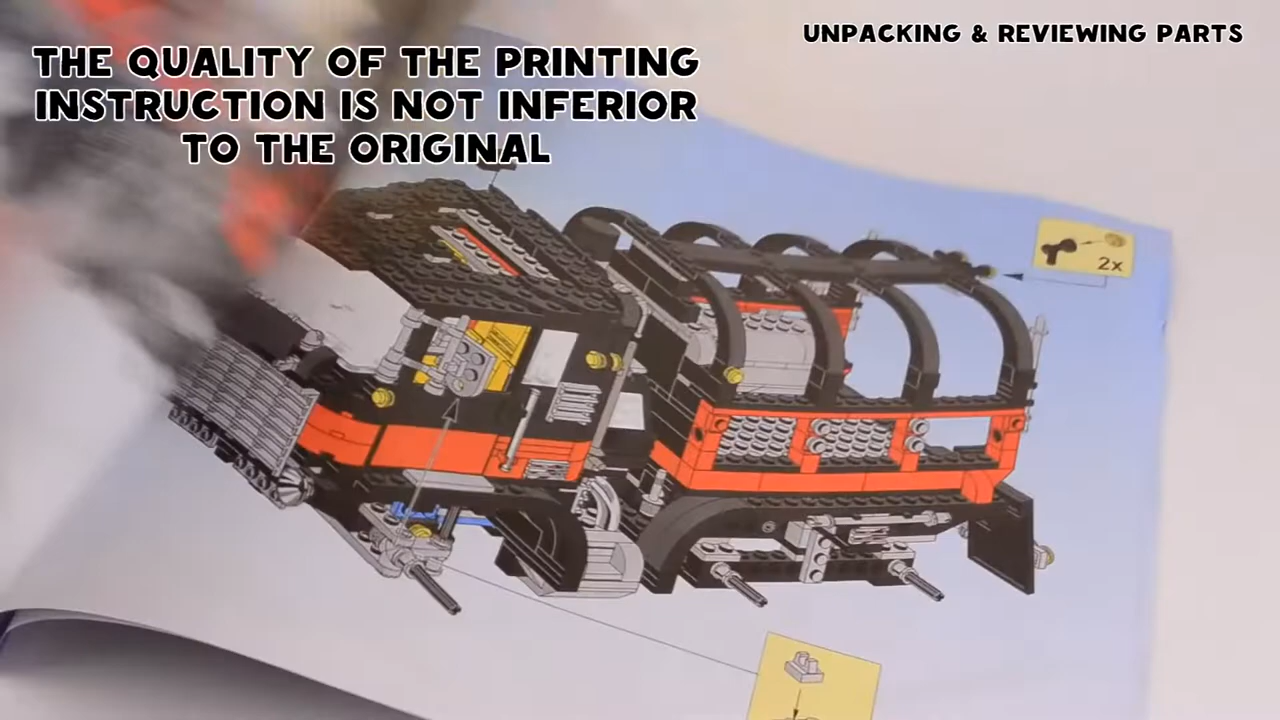 THE QUALITY OF THE PRINTING
INSTRUCTION IS NOT INFERIOR
TO THE ORIGINAL
UNPACKING & REVIEWING PARTS
2x